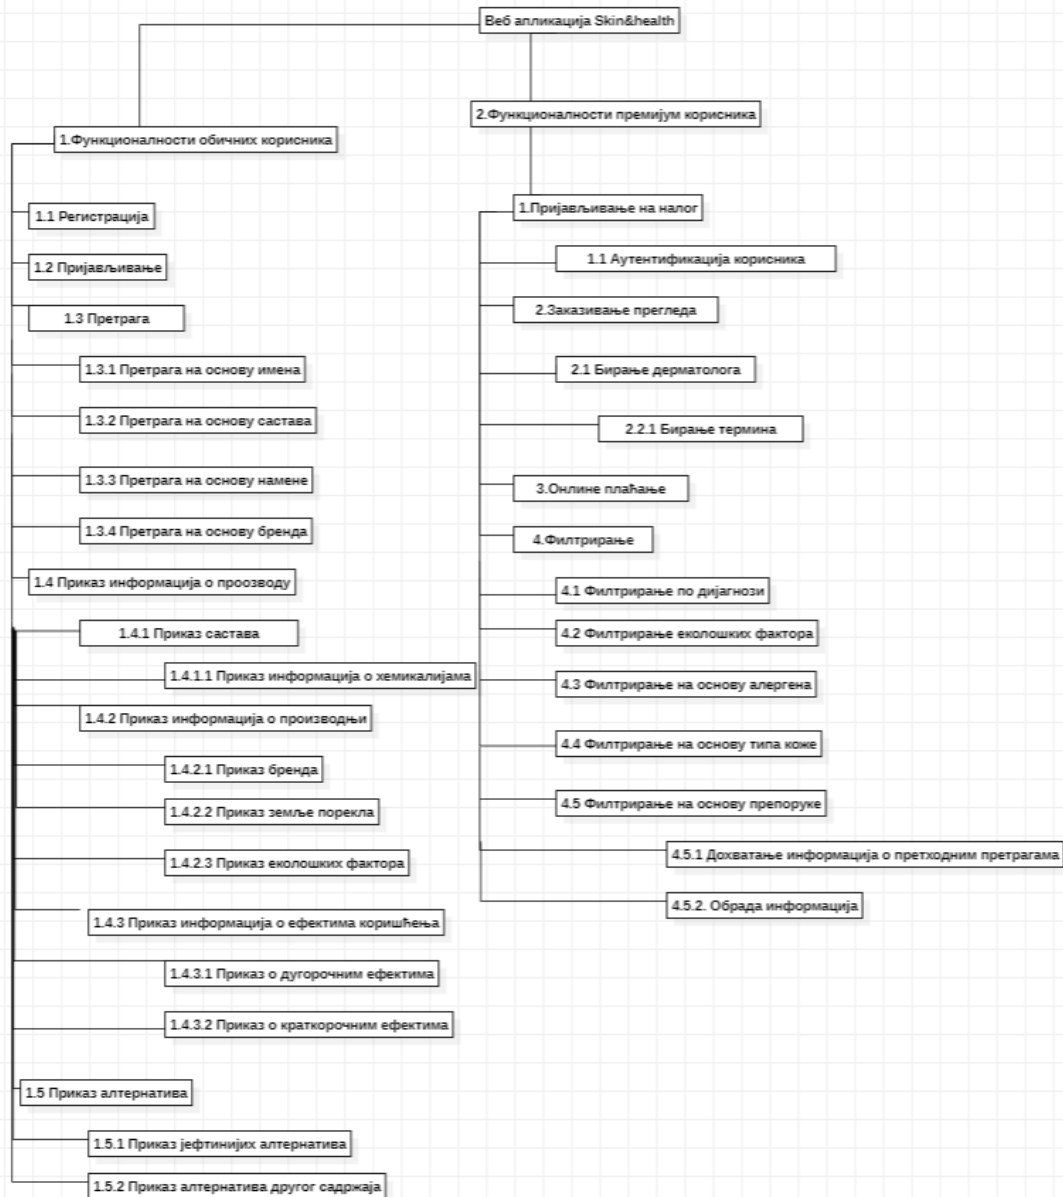 Веб апликација Skin&health
1.Функционалности обичних корисника
1.1 Регистрација
1.2 Пријављивање
1.3 Претрага
1.3.1 Претрага на основу имена
1.3.2 Претрага на основу састава
1.3.3 Претрага на основу намене
1.3.4 Претрага на основу бренда
1.4 Приказ информација оproозводу
1.4.1 Приказ састава
1.4.1.1 Приказ информација о хемикалијама
1.4.2 Приказ информација о производњи
1.4.2.1 Приказ бренда
1.4.2.2 Приказ земље порекла
1.4.2.3 Приказ еколошких фактора
1.4.3 Приказ информација о ефектима коришћења
1.4.3.1 Приказ о дугорочним ефектима
1.4.3.2 Приказ о краткорочним ефектима
1.5 Приказ алтернатива
1.5.1 Приказ јефтинијих алтернатива
1.5.2 Приказ алтернатива другог садржаја
2.Функционалности премијум корисника
1.Пријављивање на налог
1.1 Аутентификација корисника
2.Заказивање прегледа
2.1 Бирање дерматолога
2.2.1 Бирање термина
3.Онлине плаћање
4.Филтрирање
4.1 Филтрирање по дијагнози
4.2 Филтрирање еколошких фактора
4.3 Филтрирање на основу алергена
4.4 Филтрирање на основу типа коже
4.5 Филтрирање на основу препоруке
4.5.1 Дохватање информација о претходним претрагама
4.5.2. Обрада информација